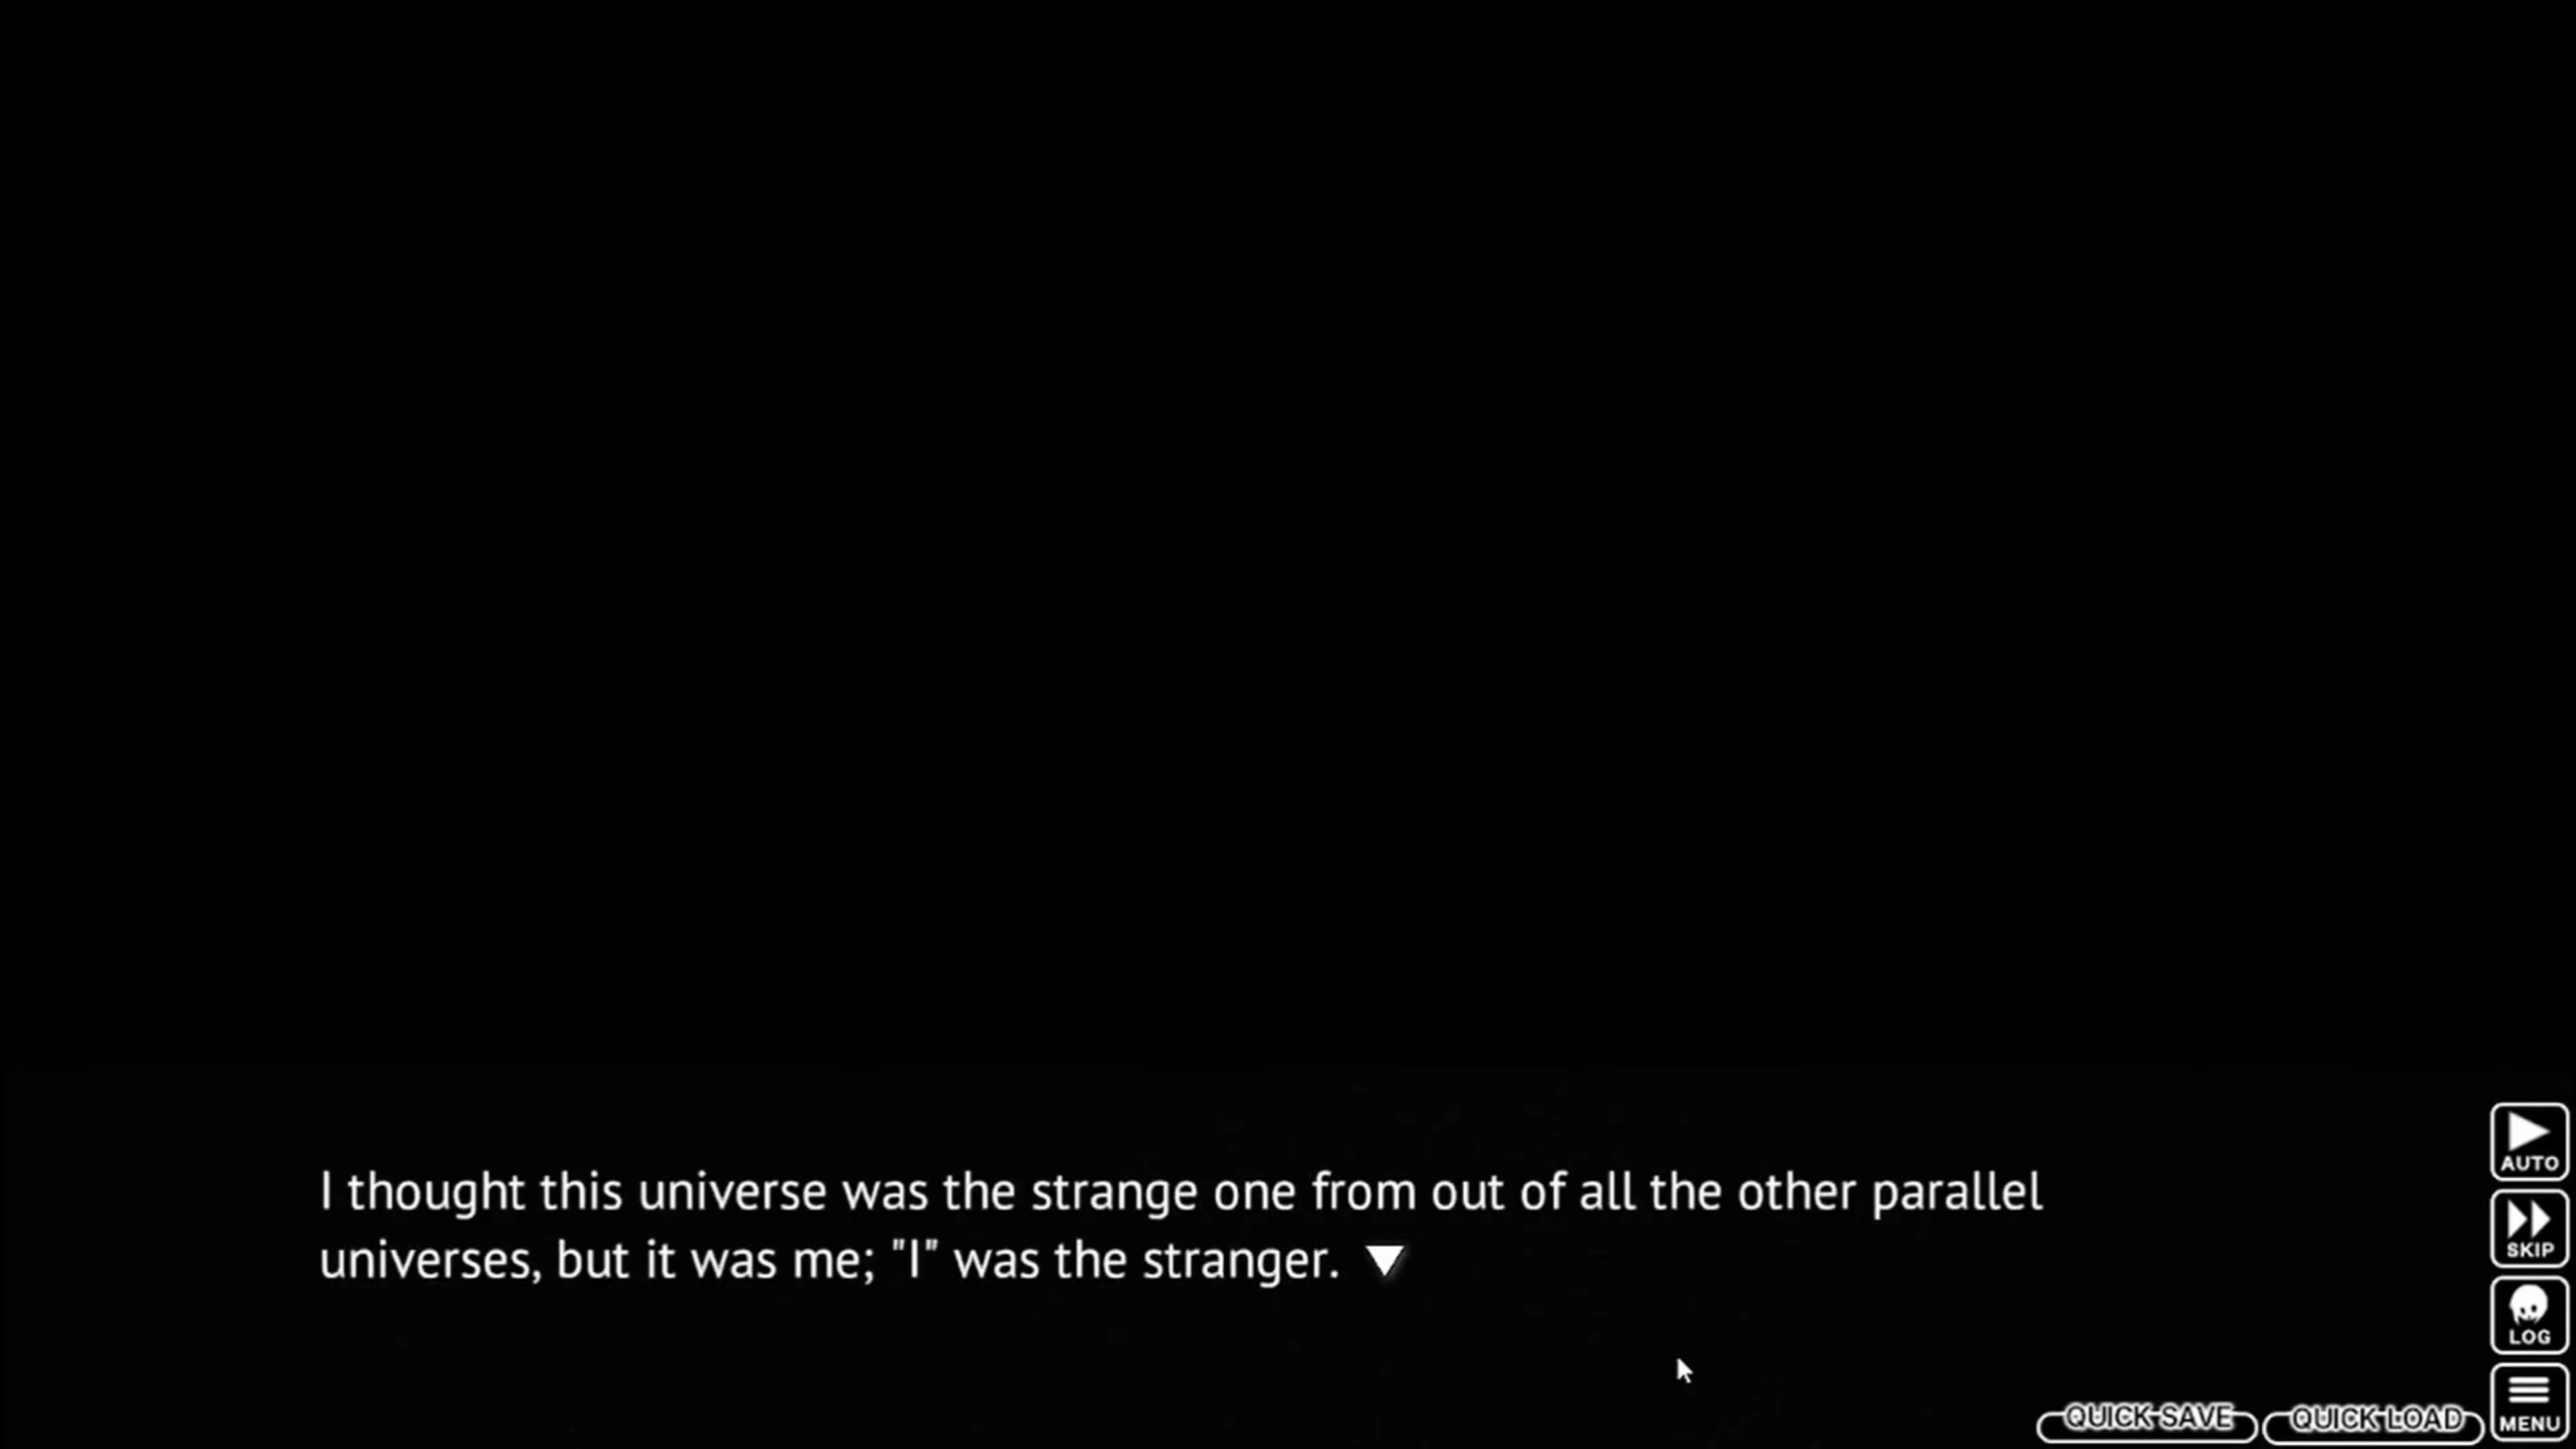 I thought this universe was the strange one from out of all the other parallel
universes, but it was me; "I" was the stranger.
AUTO
SKIP
LOG
MENU
QUICK SAVE
QUICK LOAD